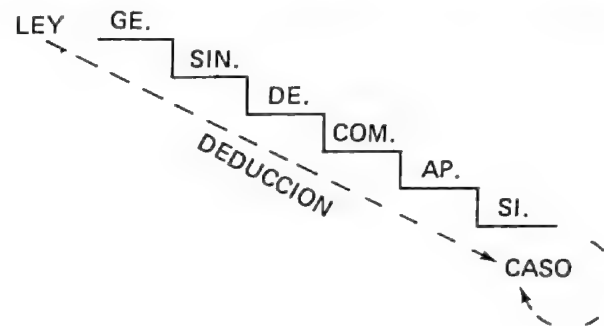 LEY
GE.
SIN.
DE.
COM.
AP.
SI.
DEDUCCION
CASO